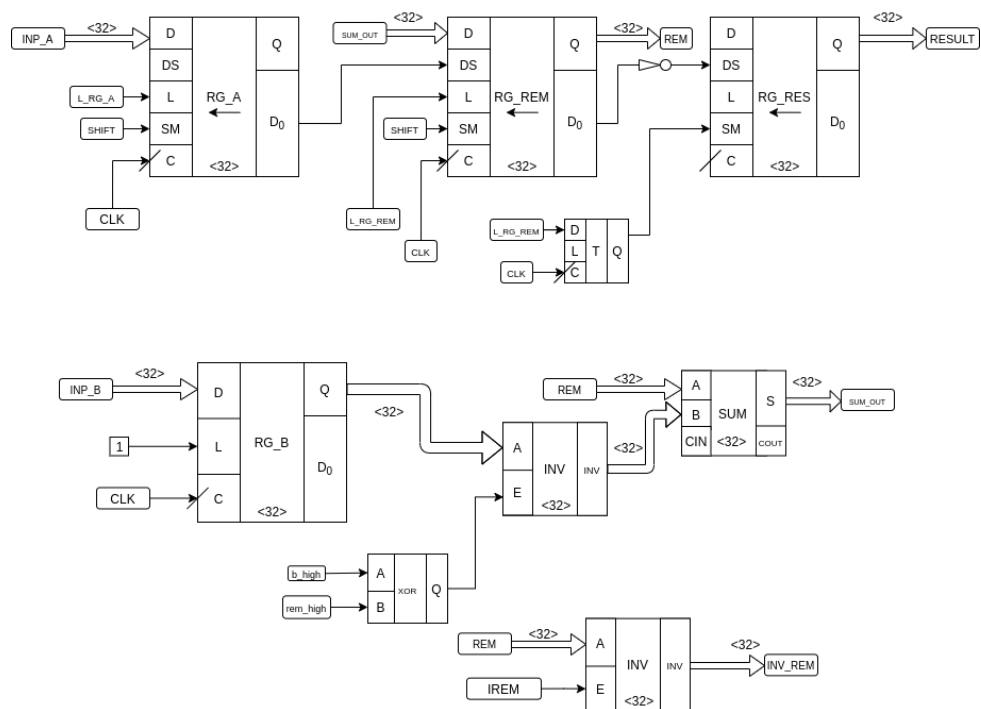 INP_A
<32>
D
DS
L
SM
C
RG_A
<32>
Q
D0
L_RG_A
SHIFT
CLK
SUM_OUT
<32>
D
DS
L
SM
C
RG_REM
<32>
Q
D0
<32>
REM
SHIFT
L_RG_REM
CLK
D
DS
L
SM
C
RG_RES
<32>
Q
D0
<32>
RESULT
L_RG_REM
CLK
D
L
C
T
Q
INP_B
<32>
1
CLK
D
L
C
RG_B
<32>
Q
D0
<32>
A
E
INV
<32>
INV
<32>
REM
<32>
A
B
CIN
SUM
<32>
S
COUT
<32>
SUM_OUT
b_high
rem_high
A
B
XOR
Q
REM
<32>
IREM
A
E
INV
<32>
INV
<32>
INV_REM